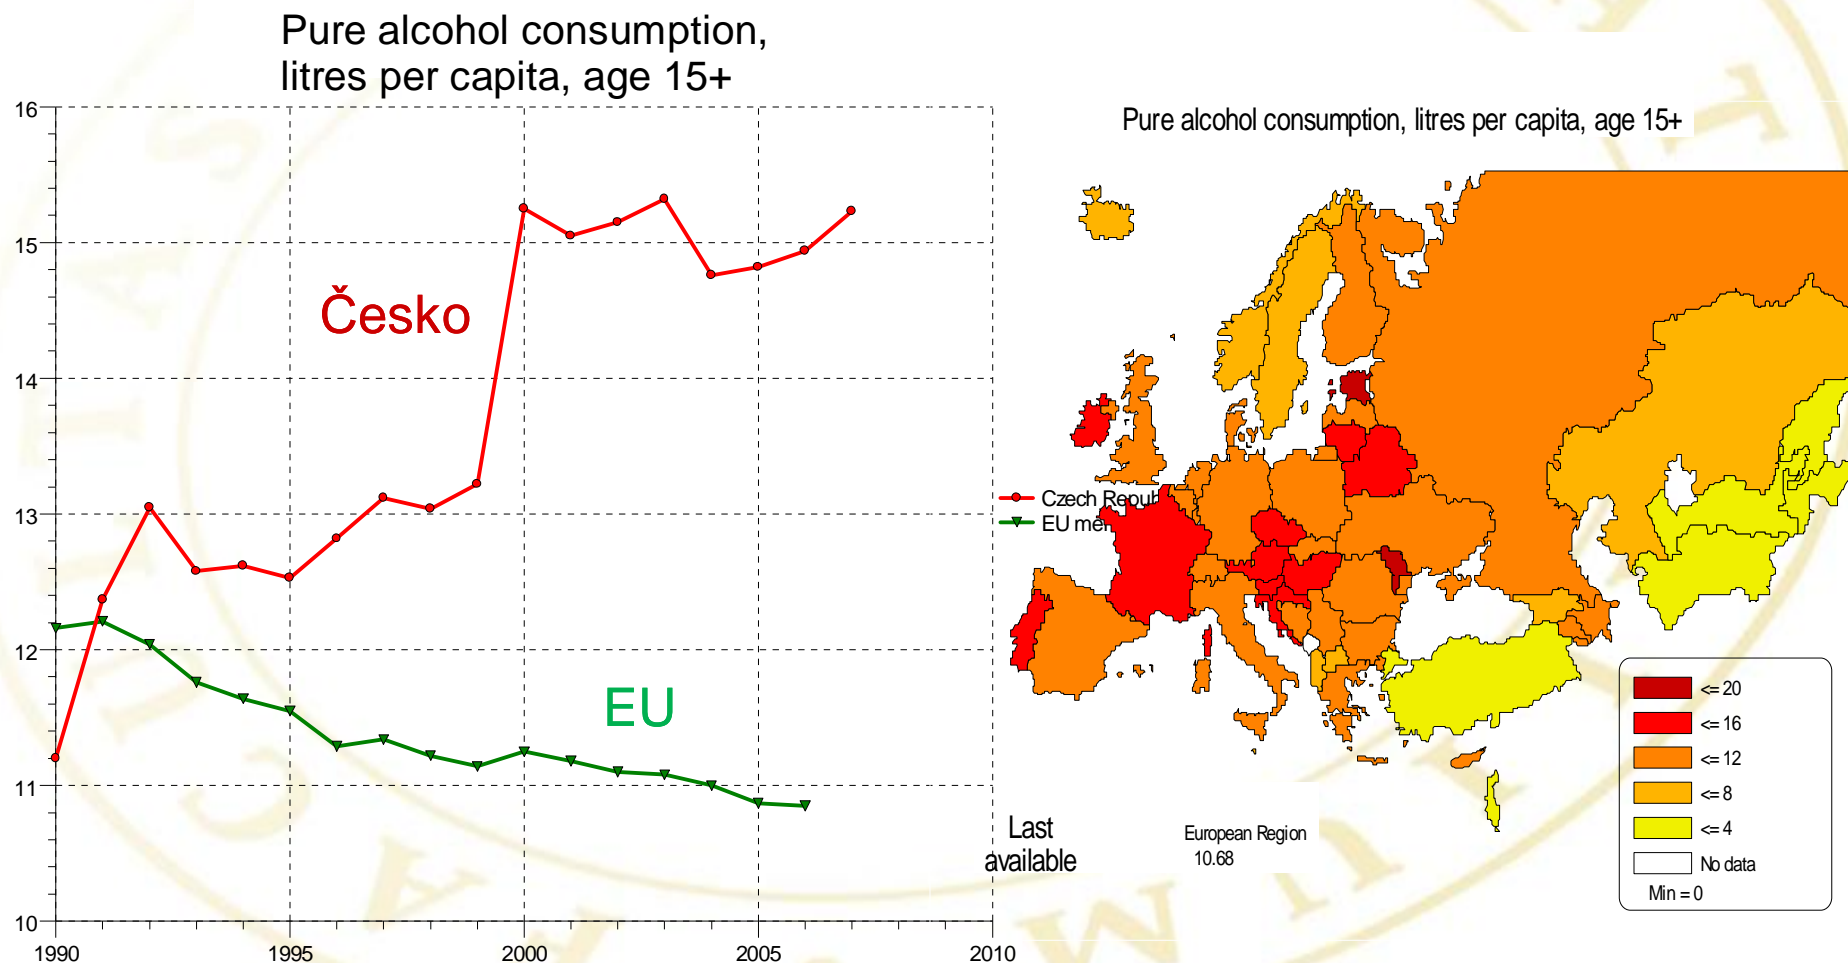 Pure alcohol consumption,
litres per capita, age 15+
16
15
14
13
12
11
10
1990
1995
2000
2005
2010
Česko
EU
Czech Repu
EU me
Pure alcohol consumption, litres per capita, age 15+
Last
available
European Region
10.68
<= 20
<= 16
<= 12
<= 8
<= 4
No data
Min = 0